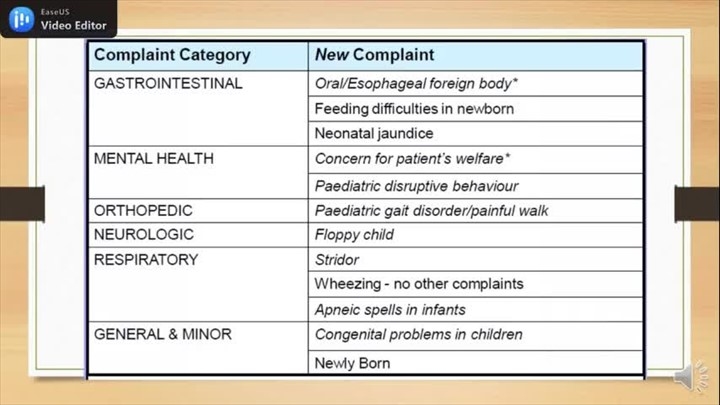 EaseUS
Video Editor
Complaint Category New Complaint
GASTROINTESTINAL Oral/Esophageal foreign body*
Feeding difficulties in newborn
Neonatal jaundice
MENTAL HEALTH Concern for patient's welfare*
Paediatric disruptive behaviour
ORTHOPEDIC Paediatric gait disorder/painful walk
NEUROLOGIC Floppy child
RESPIRATORY Stridor
Wheezing - no other complaints
Apneic spells in infants
GENERAL & MINOR Congenital problems in children
Newly Born